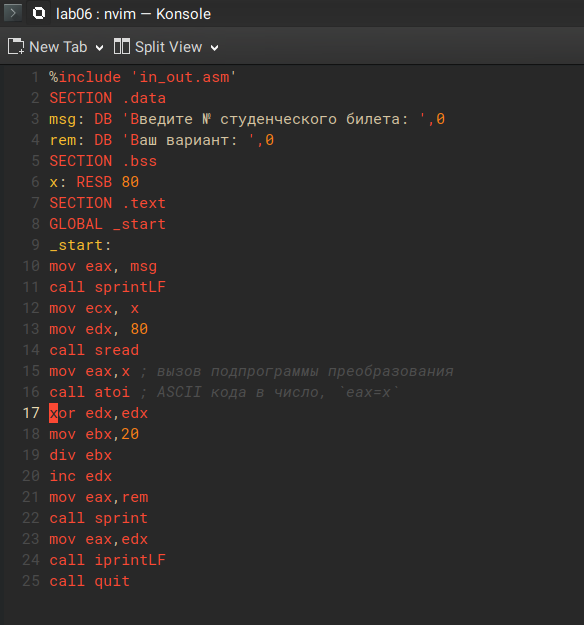 lab06 : nvim — Konsole
New Tab Split View
1 %include 'in_out.asm'
2 SECTION .data
3 msg: DB 'Введите № студенческого билета: ',0
4 rem: DB 'Ваш вариант: ',0
5 SECTION .bss
6 x: RESB 80
7 SECTION .text
8 GLOBAL _start
9 _start:
10 mov eax, msg
11 call sprintLF
12 mov ecx, x
13 mov edx, 80
14 call sread
15 mov eax,x ; вызов подпрограммы преобразования
16 call atoi ; ASCII кода в число, `eax=x`
17 xor edx,edx
18 mov ebx,20
19 div ebx
20 inc edx
21 mov eax,rem
22 call sprint
23 mov eax,edx
24 call iprintLF
25 call quit